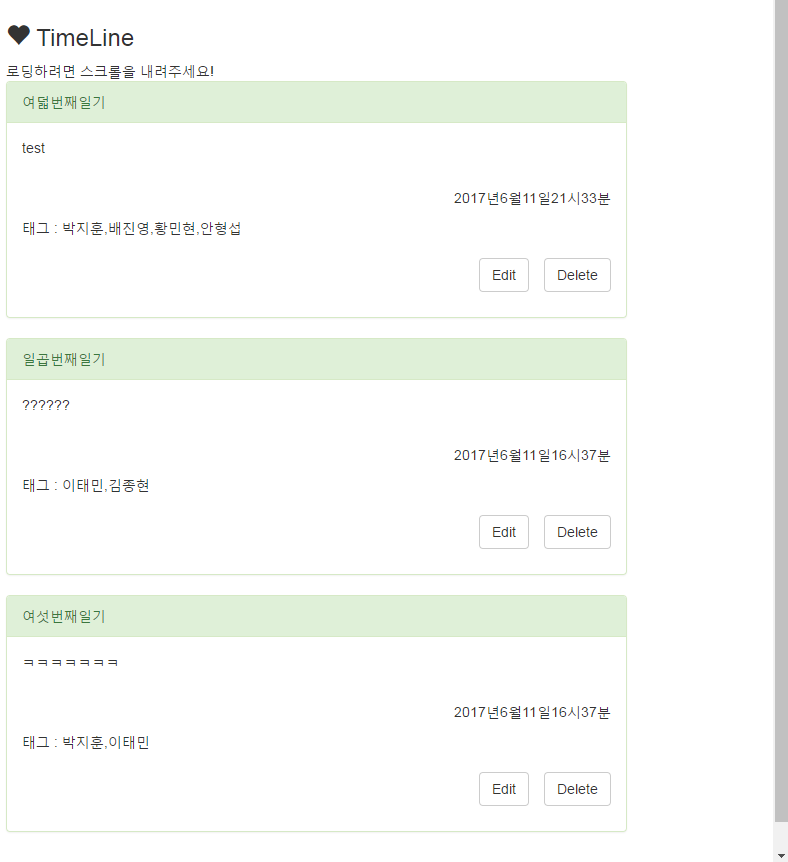 TimeLine
로딩하려면 스크롤을 내려주세요!
여덟번째일기
test
2017년6월11일21시33분
태그 : 박지훈,배진영,황민현,안형섭
Edit Delete
일곱번째일기
??????
2017년6월11일16시37분
태그 : 이태민,김종현
Edit Delete
여섯번째일기
ㅋㅋㅋㅋㅋㅋㅋ
2017년6월11일16시37분
태그 : 박지훈,이태민
Edit Delete